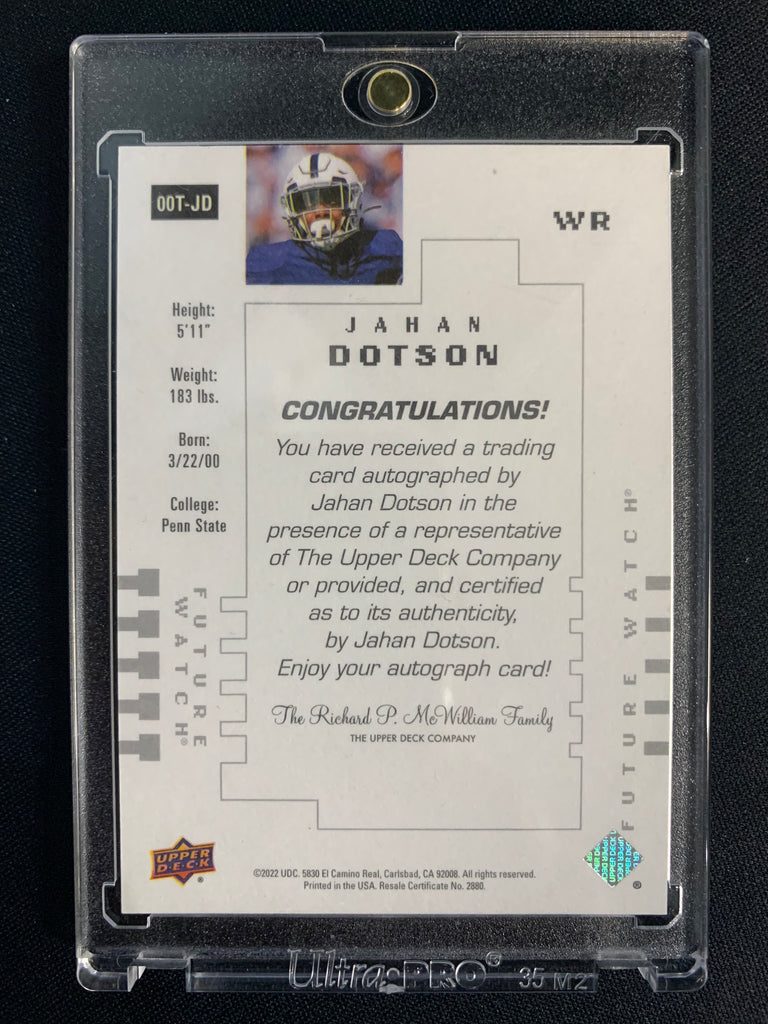 00T-JD
WR
JAHAN
DOTSON
Height:
5'11"
Weight:
183 lbs.
Born:
3/22/00
College:
Penn State
CONGRATULATIONS!
You have received a trading
card autographed by
Jahan Dotson in the
presence of a representative
of The Upper Deck Company
or provided, and certified
as to its authenticity,
by Jahan Dotson.
Enjoy your autograph card!
The Richard P. McWilliam Family
THE UPPER DECK COMPANY
FUTURE
WATCH®
FUTURE WATCH®
UPPER
D·E·C·K®
©2022 UDC. 5830 El Camino Real, Carlsbad, CA 92008. All rights reserved.
Printed in the USA. Resale Certificate No. 2880.
UPPER DECK
®
Ultra·PRO® 35 M2